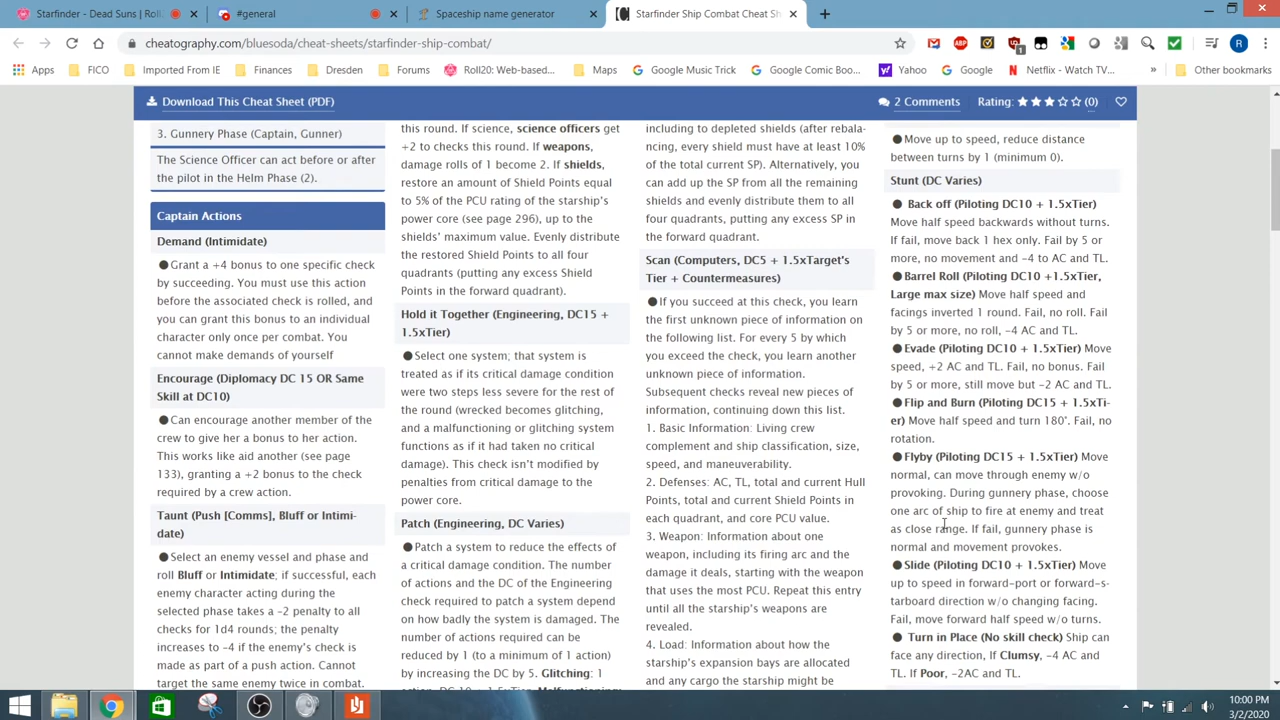 Starfinder - Dead Suns | Roll
#general
Spaceship name generator
Starfinder Ship Combat Cheat Sh
cheatography.com/bluesoda/cheat-sheets/starfinder-ship-combat/
Apps
FICO
Imported From IE
Finances
Dresden
Forums
Roll20: Web-based...
Maps
Google Music Trick
Google Comic Boo...
Yahoo
Google
Netflix - Watch TV...
Other bookmarks
Download This Cheat Sheet (PDF)
2 Comments
Rating: ★★★☆☆ (0)
3. Gunnery Phase (Captain, Gunner)
The Science Officer can act before or after
the pilot in the Helm Phase (2).
Captain Actions
Demand (Intimidate)
●Grant a +4 bonus to one specific check
by succeeding. You must use this action
before the associated check is rolled, and
you can grant this bonus to an individual
character only once per combat. You
cannot make demands of yourself
Encourage (Diplomacy DC 15 OR Same
Skill at DC10)
●Can encourage another member of the
crew to give her a bonus to her action.
This works like aid another (see page
133), granting a +2 bonus to the check
required by a crew action.
Taunt (Push [Comms], Bluff or Intimi-
date)
●Select an enemy vessel and phase and
roll Bluff or Intimidate; if successful, each
enemy character acting during the
selected phase takes a -2 penalty to all
checks for 1d4 rounds; the penalty
increases to -4 if the enemy's check is
made as part of a push action. Cannot
target the same enemy twice in combat.
this round. If science, science officers get
+2 to checks this round. If weapons,
damage rolls of 1 become 2. If shields,
restore an amount of Shield Points equal
to 5% of the PCU rating of the starship's
power core (see page 296), up to the
shields' maximum value. Evenly distribute
the restored Shield Points to all four
quadrants (putting any excess Shield
Points in the forward quadrant).
Hold it Together (Engineering, DC15 +
1.5xTier)
●Select one system; that system is
treated as if its critical damage condition
were two steps less severe for the rest of
the round (wrecked becomes glitching,
and a malfunctioning or glitching system
functions as if it had taken no critical
damage). This check isn't modified by
penalties from critical damage to the
power core.
Patch (Engineering, DC Varies)
●Patch a system to reduce the effects of
a critical damage condition. The number
of actions and the DC of the Engineering
check required to patch a system depend
on how badly the system is damaged. The
number of actions required can be
reduced by 1 (to a minimum of 1 action)
by increasing the DC by 5. Glitching: 1
including to depleted shields (after rebala-
ncing, every shield must have at least 10%
of the total current SP). Alternatively, you
can add up the SP from all the remaining
shields and evenly distribute them to all
four quadrants, putting any excess SP in
the forward quadrant.
Scan (Computers, DC5 + 1.5xTarget's
Tier + Countermeasures)
●If you succeed at this check, you learn
the first unknown piece of information on
the following list. For every 5 by which
you exceed the check, you learn another
unknown piece of information.
Subsequent checks reveal new pieces of
information, continuing down this list.
1. Basic Information: Living crew
complement and ship classification, size,
speed, and maneuverability.
2. Defenses: AC, TL, total and current Hull
Points, total and current Shield Points in
each quadrant, and core PCU value.
3. Weapon: Information about one
weapon, including its firing arc and the
damage it deals, starting with the weapon
that uses the most PCU. Repeat this entry
until all the starship's weapons are
revealed.
4. Load: Information about how the
starship's expansion bays are allocated
and any cargo the starship might be
●Move up to speed, reduce distance
between turns by 1 (minimum 0).
Stunt (DC Varies)
● Back off (Piloting DC10 + 1.5xTier)
Move half speed backwards without turns.
If fail, move back 1 hex only. Fail by 5 or
more, no movement and -4 to AC and TL.
●Barrel Roll (Piloting DC10 +1.5xTier,
Large max size) Move half speed and
facings inverted 1 round. Fail, no roll. Fail
by 5 or more, no roll, -4 AC and TL.
●Evade (Piloting DC10 + 1.5xTier) Move
speed, +2 AC and TL. Fail, no bonus. Fail
by 5 or more, still move but -2 AC and TL.
●Flip and Burn (Piloting DC15 + 1.5xTi-
er) Move half speed and turn 180°. Fail, no
rotation.
●Flyby (Piloting DC15 + 1.5xTier) Move
normal, can move through enemy w/o
provoking. During gunnery phase, choose
one arc of ship to fire at enemy and treat
as close range. If fail, gunnery phase is
normal and movement provokes.
●Slide (Piloting DC10 + 1.5xTier) Move
up to speed in forward-port or forward-s-
tarboard direction w/o changing facing.
Fail, move forward half speed w/o turns.
● Turn in Place (No skill check) Ship can
face any direction, If Clumsy, -4 AC and
TL. If Poor, -2AC and TL.
10:00 PM
3/2/2020